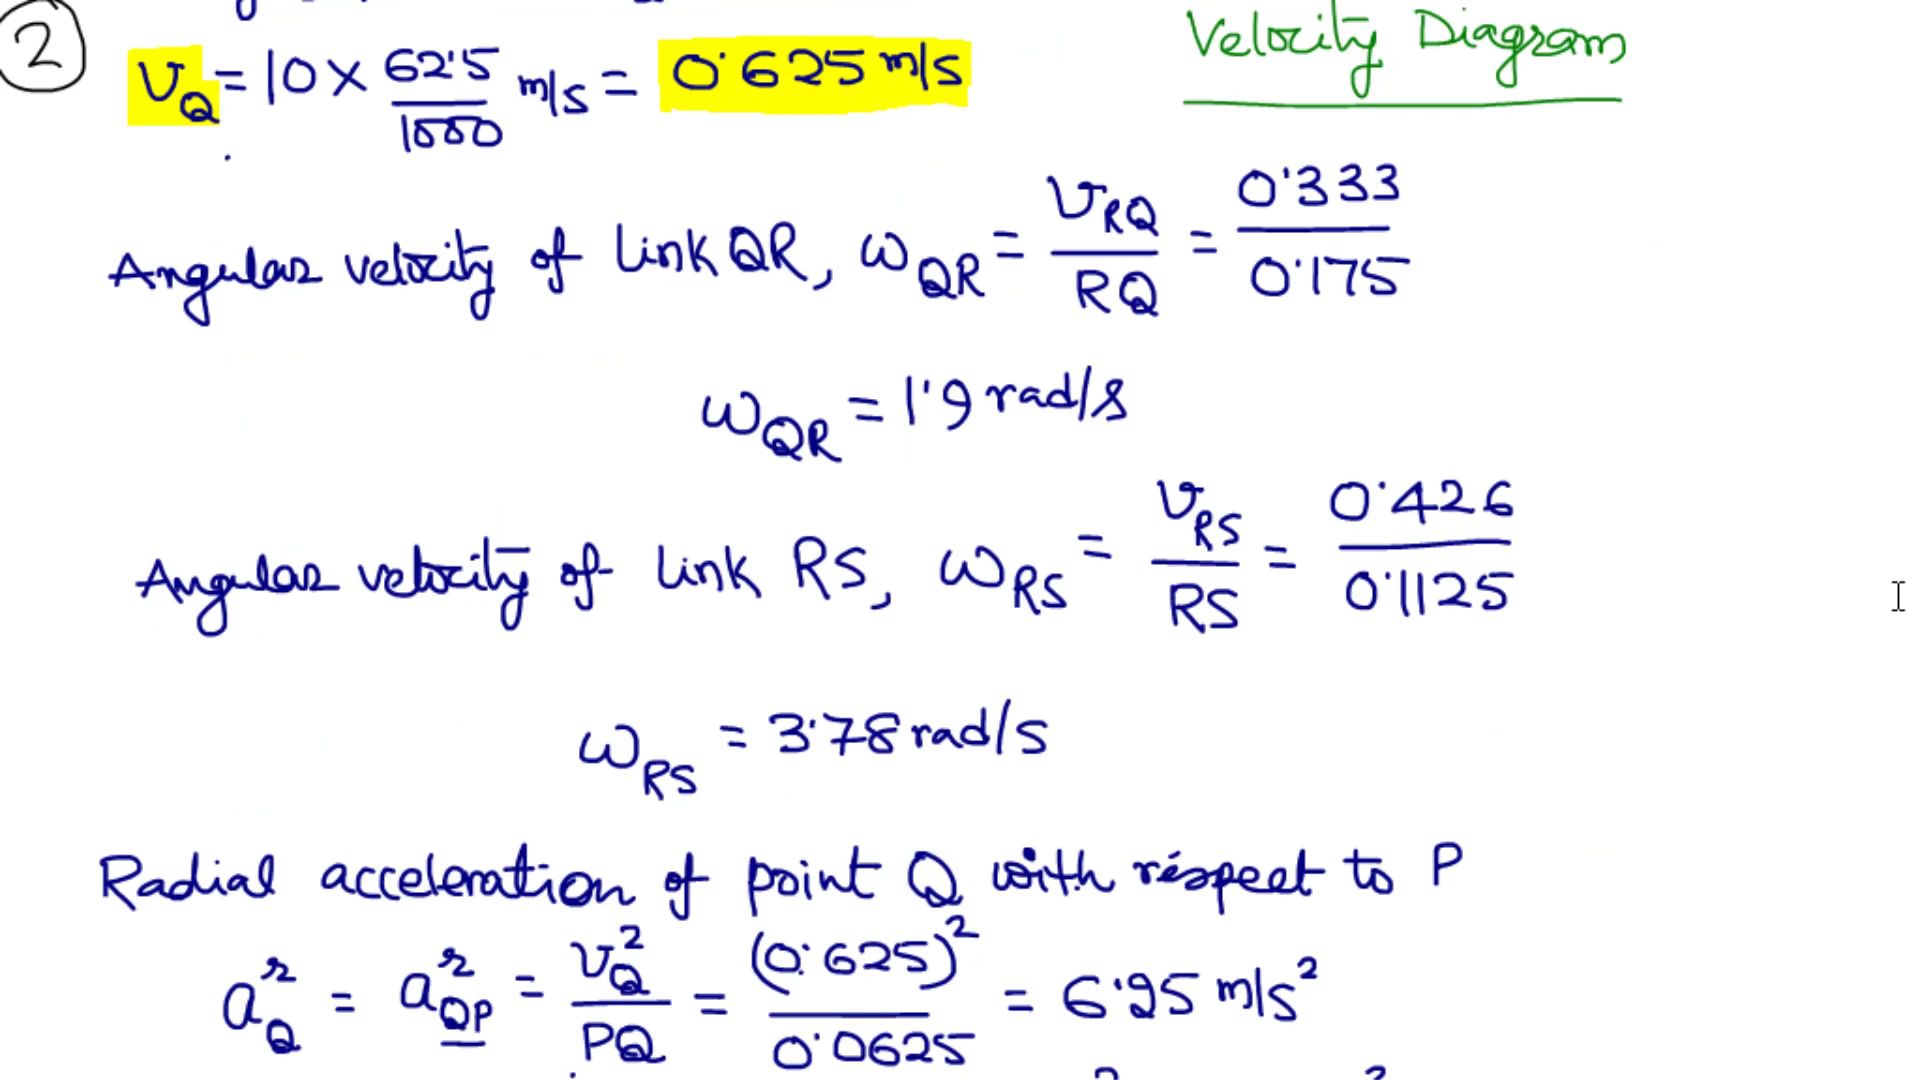 Velocity Diagram
2
v_Q = 10 × 62.5/1000 m/s = 0.625 m/s
Angular velocity of link QR, ω_QR = v_RQ/RQ = 0.333/0.175
ω_QR = 1.9 rad/s
Angular velocity of link RS, ω_RS = v_RS/RS = 0.426/0.1125
ω_RS = 3.78 rad/s
Radial acceleration of point Q with respect to P
a^r_Q = a^r_QP = v_Q^2/PQ = (0.625)^2/0.0625 = 6.25 m/s^2